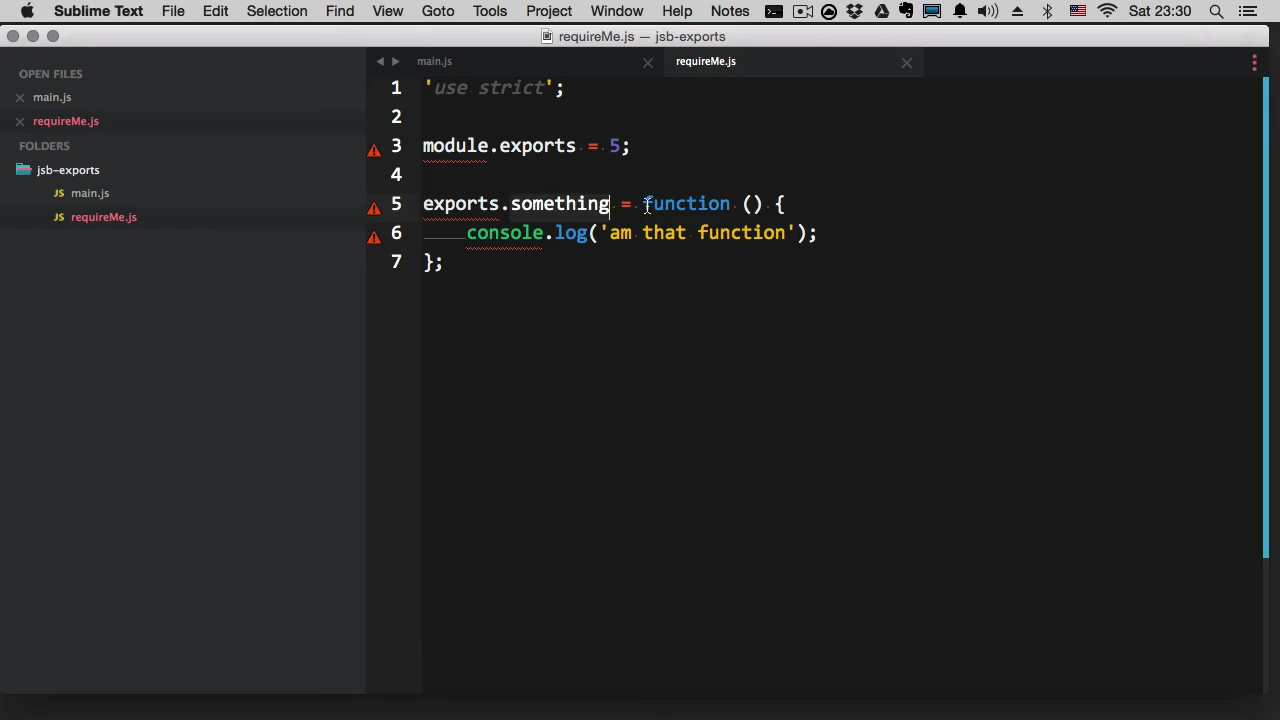 Sublime Text File Edit Selection Find View Goto Tools Project Window Help Notes Sat 23:30
requireMe.js — jsb-exports
OPEN FILES
main.js
requireMe.js
FOLDERS
jsb-exports
JS main.js
JS requireMe.js
main.js requireMe.js
1 'use strict';
2
3 module.exports = 5;
4
5 exports.something = function () {
6 console.log('am that function');
7 };